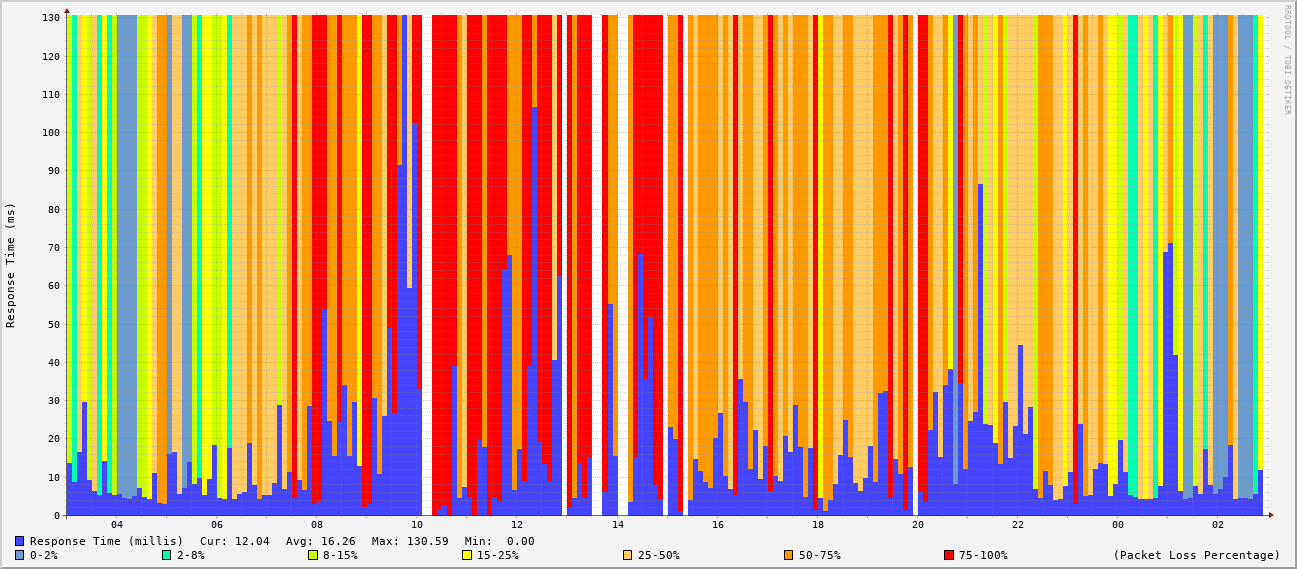 RRDTOOL / TOBI OETIKER
Response Time (ms)
130
120
110
100
90
80
70
60
50
40
30
20
10
0
04 06 08 10 12 14 16 18 20 22 00 02
Response Time (millis) Cur: 12.04 Avg: 16.26 Max: 130.59 Min: 0.00
0-2% 2-8% 8-15% 15-25% 25-50% 50-75% 75-100% (Packet Loss Percentage)